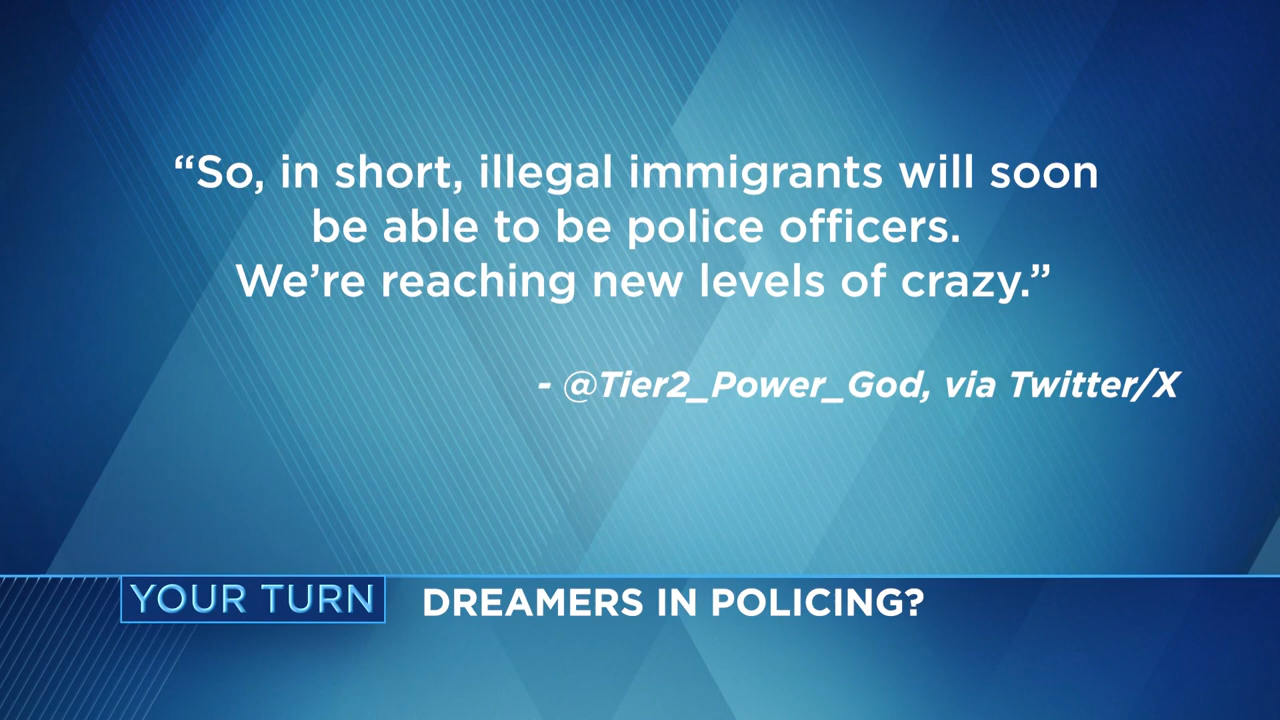 “So, in short, illegal immigrants will soon
be able to be police officers.
We’re reaching new levels of crazy.”
- @Tier2_Power_God, via Twitter/X
YOUR TURN
DREAMERS IN POLICING?